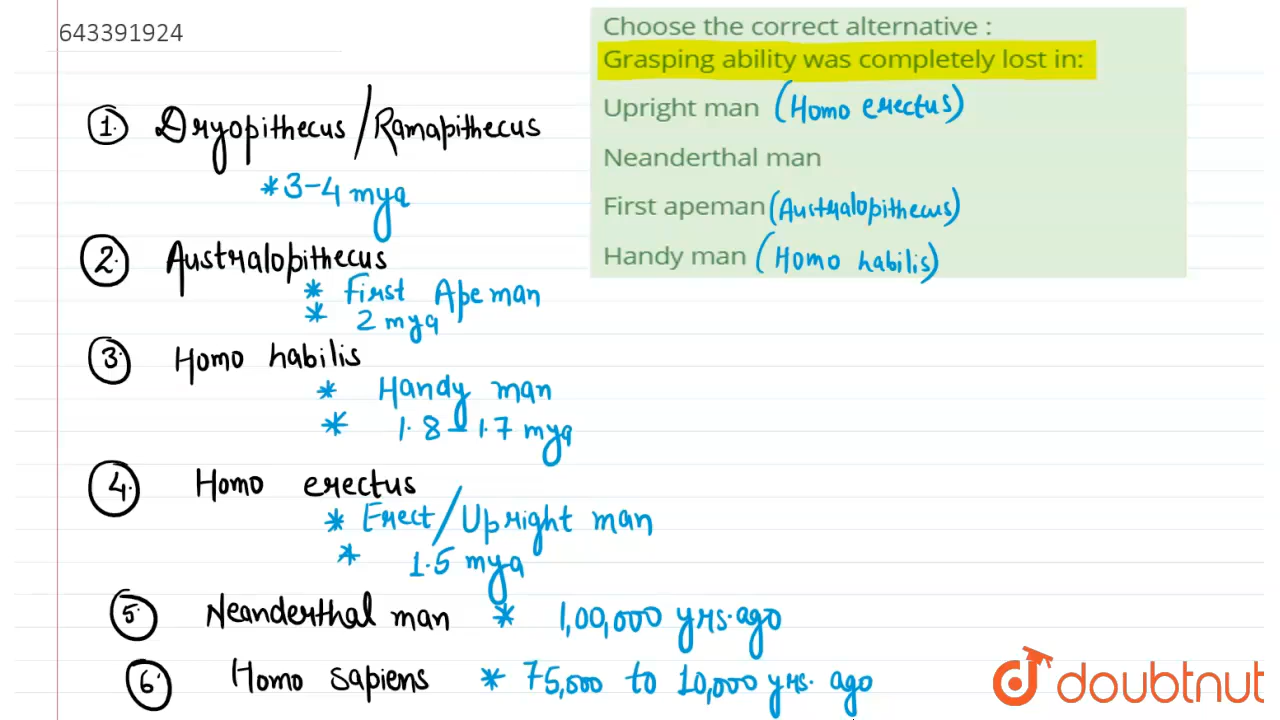 643391924
Choose the correct alternative :
Grasping ability was completely lost in:
Upright man (Homo erectus)
Neanderthal man
First apeman (Australopithecus)
Handy man (Homo habilis)
1. Dryopithecus/Ramapithecus
* 3-4 mya
2. Australopithecus
* First Ape man
* 2 mya
3. Homo habilis
* Handy man
* 1.8 - 1.7 mya
4. Homo erectus
* Erect/Upright man
* 1.5 mya
5. Neanderthal man * 1,00,000 yrs. ago
6. Homo sapiens * 75,000 to 10,000 yrs. ago
doubtnut